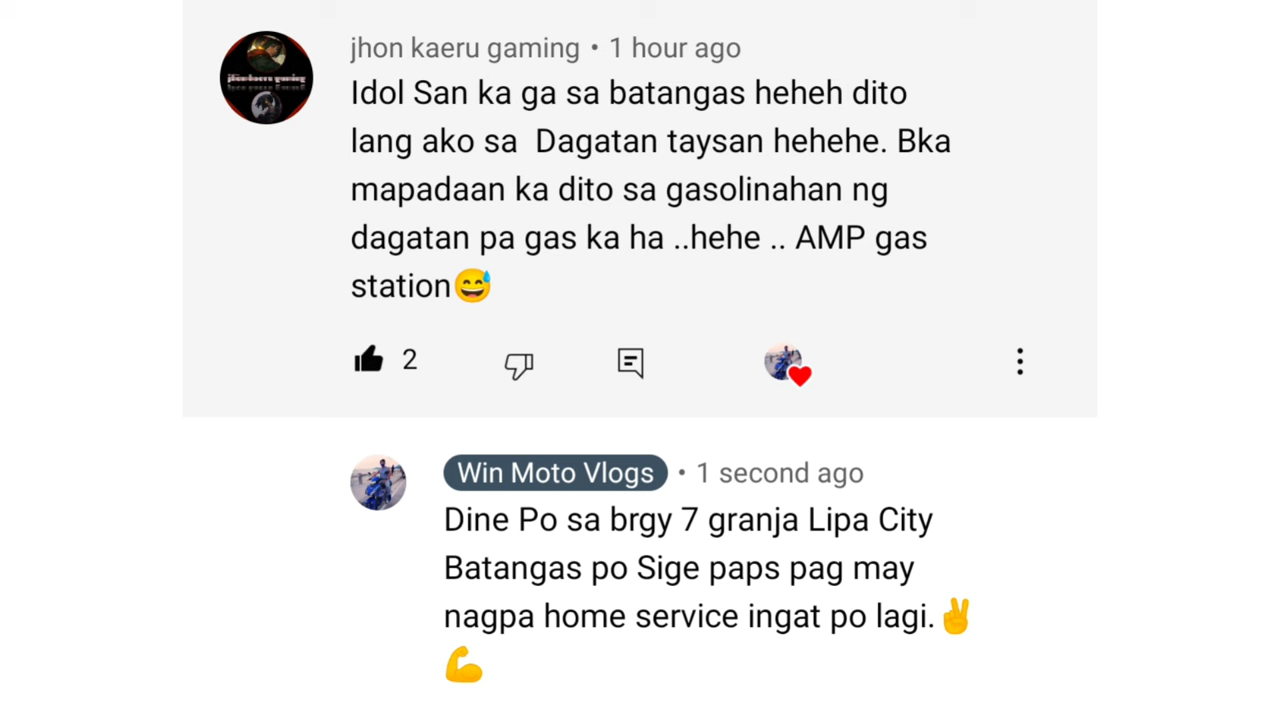 jhon kaeru gaming • 1 hour ago
Idol San ka ga sa batangas heheh dito
lang ako sa  Dagatan taysan hehehe. Bka
mapadaan ka dito sa gasolinahan ng
dagatan pa gas ka ha ..hehe .. AMP gas
station😅
2
Win Moto Vlogs • 1 second ago
Dine Po sa brgy 7 granja Lipa City
Batangas po Sige paps pag may
nagpa home service ingat po lagi.✌
💪